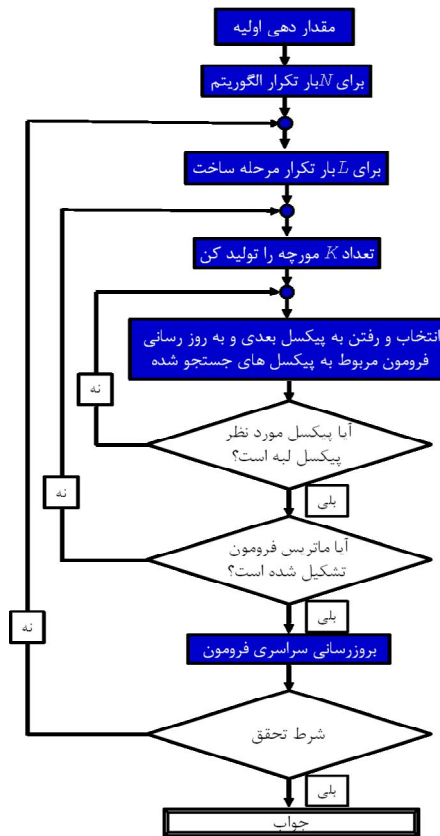 مقدار دهی اولیه
برای N بار تکرار الگوریتم
برای L بار تکرار مرحله ساخت
تعداد K مورچه را تولید کن
انتخاب و رفتن به پیکسل بعدی و به روز رسانی
فرومون مربوط به پیکسل های جستجو شده
نه
آیا پیکسل مورد نظر
پیکسل لبه است؟
بلی
نه
آیا ماتریس فرومون
تشکیل شده است؟
بلی
نه
بروزرسانی سراسری فرومون
شرط تحقق
بلی
جواب